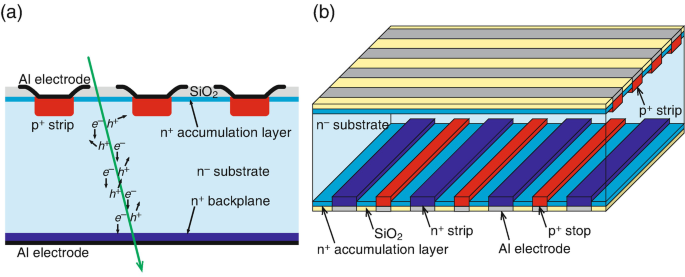 (a)
Al electrode
SiO2
p+ strip
n+ accumulation layer
e− h+
h+ e−
n− substrate
e− h+
h+ e−
n+ backplane
e− h+
Al electrode
(b)
p+ strip
n− substrate
SiO2
n+ strip
p+ stop
n+ accumulation layer
Al electrode